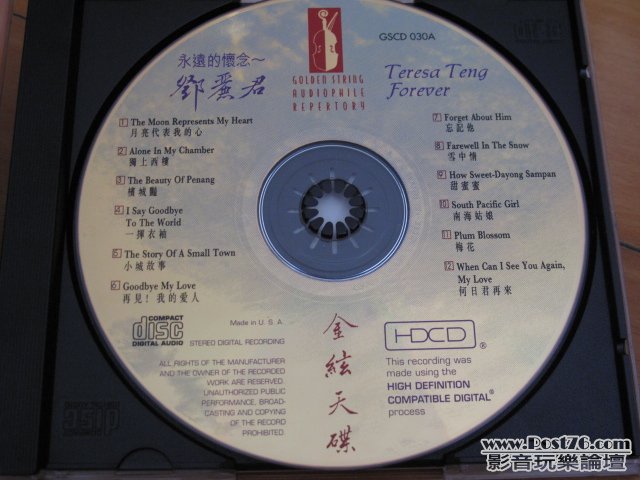 GSCD 030A
永遠的懷念～
鄧麗君
GOLDEN STRING
AUDIOPHILE
REPERTORY
Teresa Teng
Forever
1 The Moon Represents My Heart
月亮代表我的心
2 Alone In My Chamber
獨上西樓
3 The Beauty Of Penang
檳城豔
4 I Say Goodbye
To The World
一揮衣袖
5 The Story Of A Small Town
小城故事
6 Goodbye My Love
再見！我的愛人
7 Forget About Him
忘記他
8 Farewell In The Snow
雪中情
9 How Sweet-Dayong Sampan
甜蜜蜜
10 South Pacific Girl
南海姑娘
11 Plum Blossom
梅花
12 When Can I See You Again,
My Love
何日君再來
COMPACT
disc
DIGITAL AUDIO
Made in U. S. A.
STEREO DIGITAL RECORDING
ALL RIGHTS OF THE MANUFACTURER
AND THE OWNER OF THE RECORDED
WORK ARE RESERVED.
UNAUTHORIZED PUBLIC
PERFORMANCE, BROAD-
CASTING AND COPYING
OF THE RECORD
PROHIBITED.
金絃天碟
HDCD®
This recording was
made using the
HIGH DEFINITION
COMPATIBLE DIGITAL®
process
www.Post76.com
影音玩樂論壇